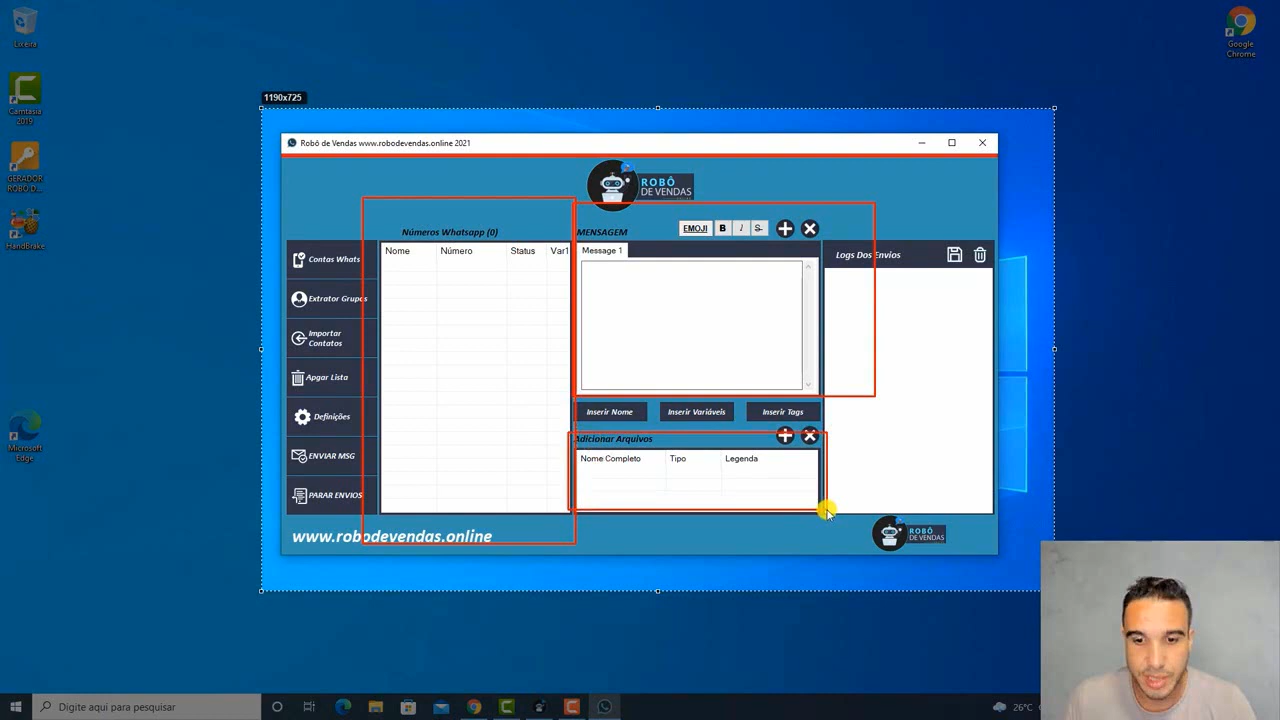 Lixeira
Google
Chrome
Camtasia
2019
1190x725
Robô de Vendas www.robodevendas.online 2021
GERADOR
ROBO D...
ROBÔ
DE VENDAS
HandBrake
Números Whatsapp (0)
MENSAGEM
EMOJI B I S
Nome Número Status Var1
Message 1
Logs Dos Envios
Contas Whats
Extrator Grupos
Importar
Contatos
Apgar Lista
Definições
ENVIAR MSG
PARAR ENVIOS
Inserir Nome Inserir Variáveis Inserir Tags
Adicionar Arquivos
Nome Completo Tipo Legenda
Microsoft
Edge
www.robodevendas.online
ROBÔ
DE VENDAS
Digite aqui para pesquisar
26°C